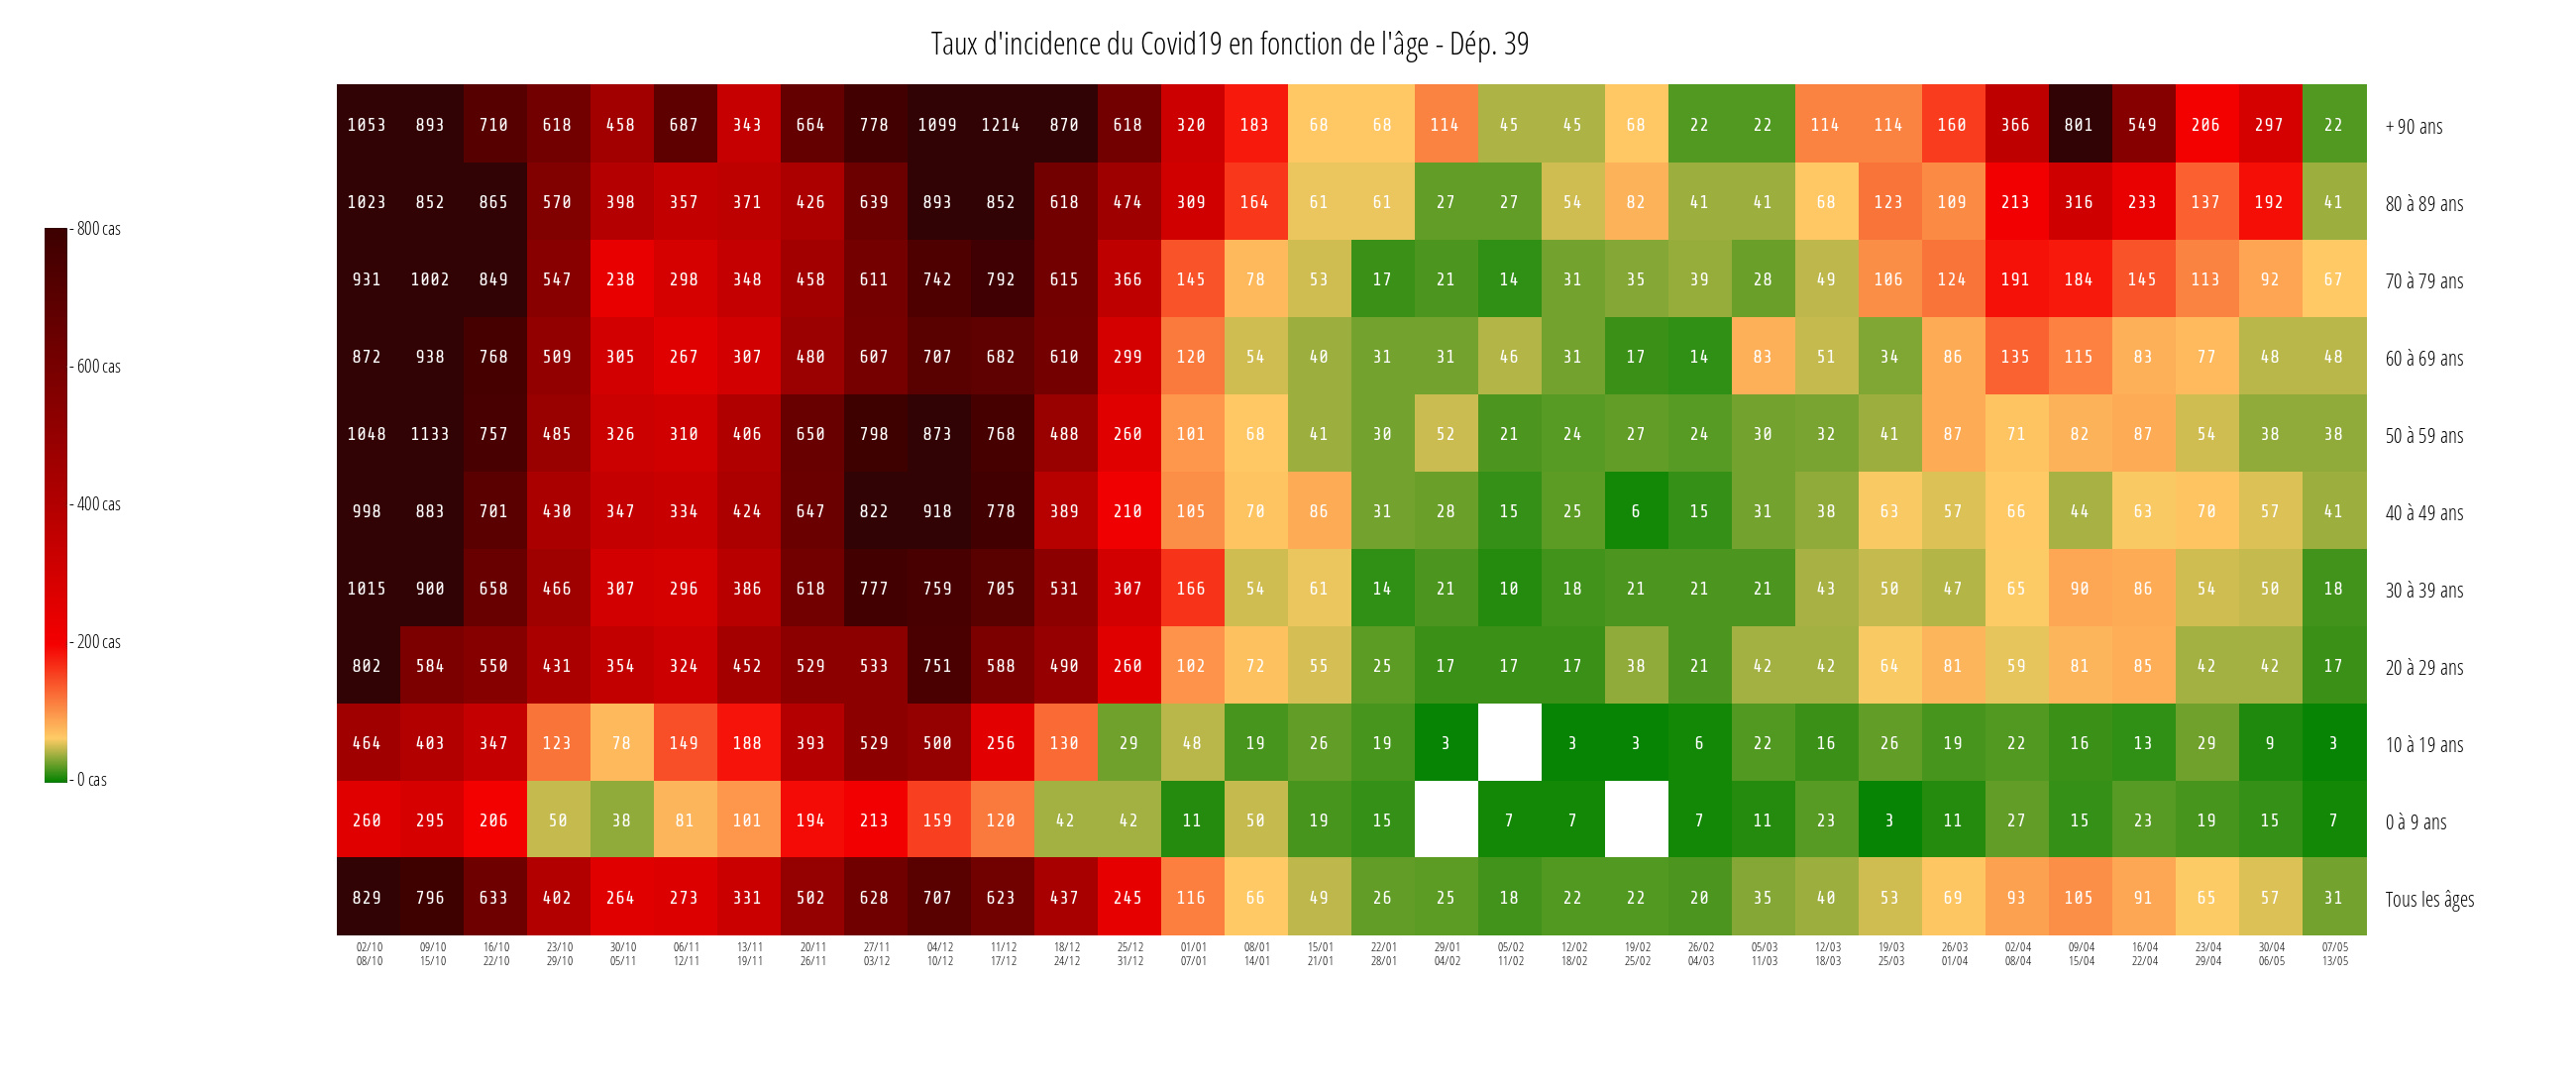 Taux d'incidence du Covid19 en fonction de l'âge - Dép. 39
- 800 cas
- 600 cas
- 400 cas
- 200 cas
- 0 cas
1053 893 710 618 458 687 343 664 778 1099 1214 870 618 320 183 68 68 114 45 45 68 22 22 114 114 160 366 801 549 206 297 22 + 90 ans
1023 852 865 570 398 357 371 426 639 893 852 618 474 309 164 61 61 27 27 54 82 41 41 68 123 109 213 316 233 137 192 41 80 à 89 ans
931 1002 849 547 238 298 348 458 611 742 792 615 366 145 78 53 17 21 14 31 35 39 28 49 106 124 191 184 145 113 92 67 70 à 79 ans
872 938 768 509 305 267 307 480 607 707 682 610 299 120 54 40 31 31 46 31 17 14 83 51 34 86 135 115 83 77 48 48 60 à 69 ans
1048 1133 757 485 326 310 406 650 798 873 768 488 260 101 68 41 30 52 21 24 27 24 30 32 41 87 71 82 87 54 38 38 50 à 59 ans
998 883 701 430 347 334 424 647 822 918 778 389 210 105 70 86 31 28 15 25 6 15 31 38 63 57 66 44 63 70 57 41 40 à 49 ans
1015 900 658 466 307 296 386 618 777 759 705 531 307 166 54 61 14 21 10 18 21 21 21 43 50 47 65 90 86 54 50 18 30 à 39 ans
802 584 550 431 354 324 452 529 533 751 588 490 260 102 72 55 25 17 17 17 38 21 42 42 64 81 59 81 85 42 42 17 20 à 29 ans
464 403 347 123 78 149 188 393 529 500 256 130 29 48 19 26 19 3 3 3 6 22 16 26 19 22 16 13 29 9 3 10 à 19 ans
260 295 206 50 38 81 101 194 213 159 120 42 42 11 50 19 15 7 7 7 11 23 3 11 27 15 23 19 15 7 0 à 9 ans
829 796 633 402 264 273 331 502 628 707 623 437 245 116 66 49 26 25 18 22 22 20 35 40 53 69 93 105 91 65 57 31 Tous les âges
02/10 09/10 16/10 23/10 30/10 06/11 13/11 20/11 27/11 04/12 11/12 18/12 25/12 01/01 08/01 15/01 22/01 29/01 05/02 12/02 19/02 26/02 05/03 12/03 19/03 26/03 02/04 09/04 16/04 23/04 30/04 07/05
08/10 15/10 22/10 29/10 05/11 12/11 19/11 26/11 03/12 10/12 17/12 24/12 31/12 07/01 14/01 21/01 28/01 04/02 11/02 18/02 25/02 04/03 11/03 18/03 25/03 01/04 08/04 15/04 22/04 29/04 06/05 13/05